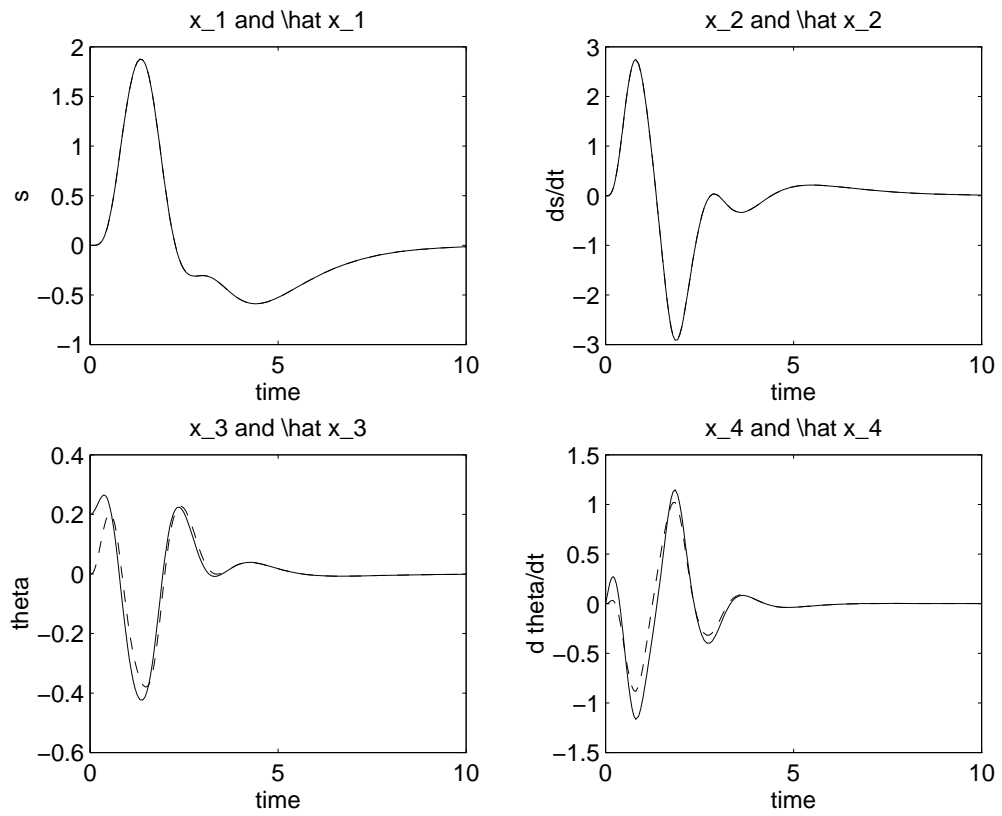 x_1 and \hat x_1
2
1.5
1
0.5
0
−0.5
−1
s
0 5 10
time
x_2 and \hat x_2
3
2
1
0
−1
−2
−3
ds/dt
0 5 10
time
x_3 and \hat x_3
0.4
0.2
0
−0.2
−0.4
−0.6
theta
0 5 10
time
x_4 and \hat x_4
1.5
1
0.5
0
−0.5
−1
−1.5
d theta/dt
0 5 10
time